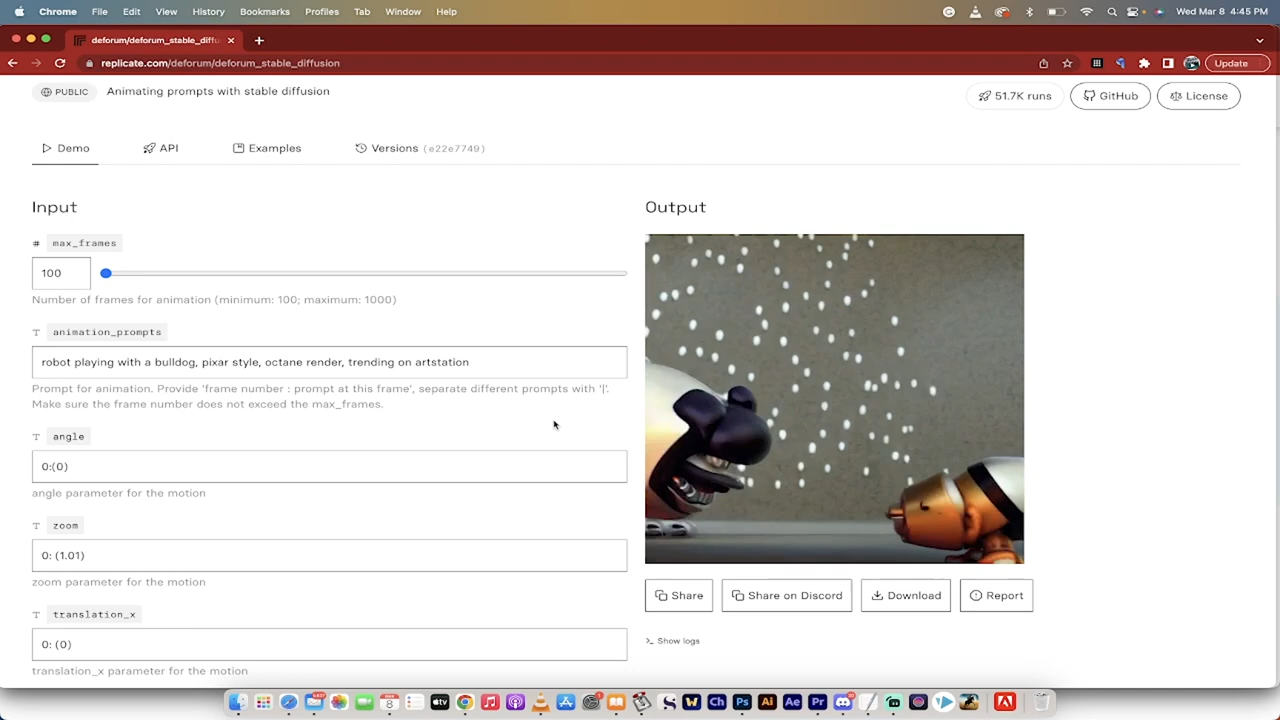 Chrome File Edit View History Bookmarks Profiles Tab Window Help Wed Mar 8 4:45 PM
deforum/deforum_stable_diffu
replicate.com/deforum/deforum_stable_diffusion Update
PUBLIC Animating prompts with stable diffusion 51.7K runs GitHub License
Demo API Examples Versions (e22e7749)
Input
# max_frames
100
Number of frames for animation (minimum: 100; maximum: 1000)
T animation_prompts
robot playing with a bulldog, pixar style, octane render, trending on artstation
Prompt for animation. Provide 'frame number : prompt at this frame', separate different prompts with '|'.
Make sure the frame number does not exceed the max_frames.
T angle
0:(0)
angle parameter for the motion
T zoom
0: (1.01)
zoom parameter for the motion
T translation_x
0: (0)
translation_x parameter for the motion
Output
Share Share on Discord Download Report
>_ Show logs
W Ch Ps Ai Ae Pr